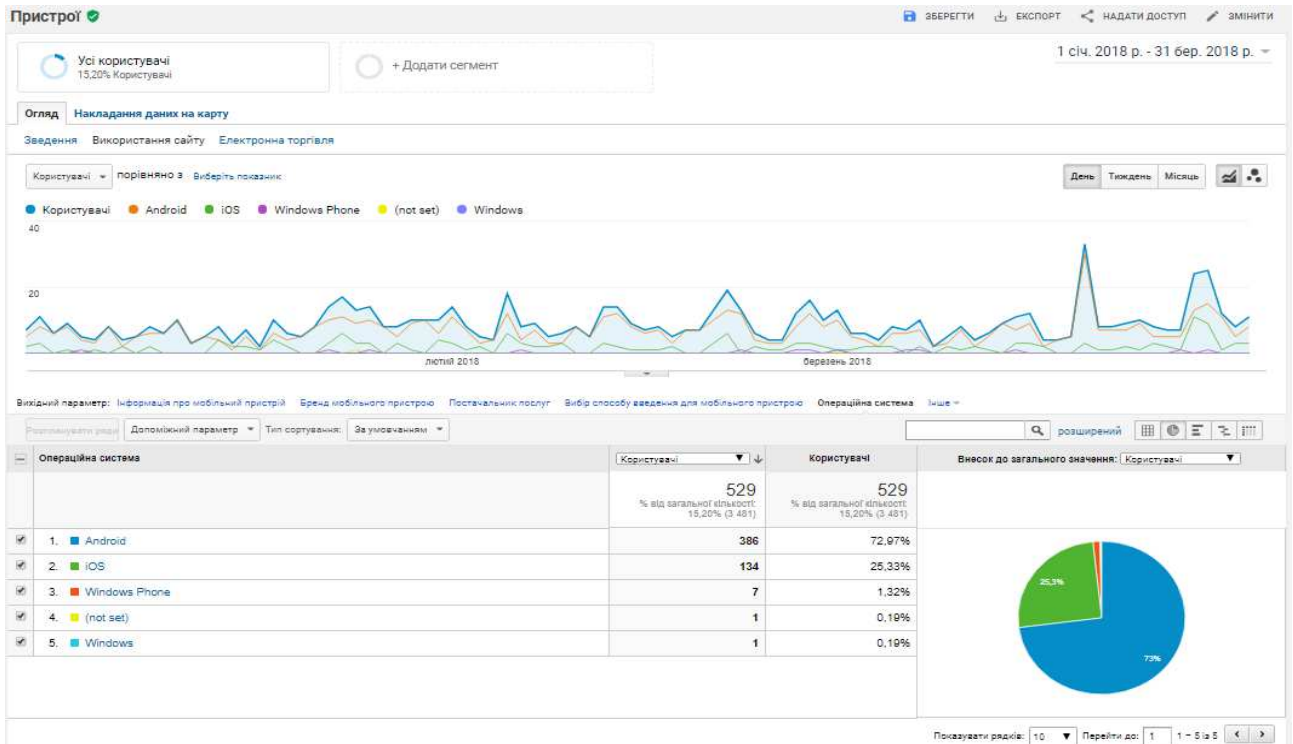 Пристрої
ЗБЕРЕГТИ ЕКСПОРТ НАДАТИ ДОСТУП ЗМІНИТИ
Усі користувачі
15,20% Користувачі
+ Додати сегмент
1 січ. 2018 р. - 31 бер. 2018 р.
Огляд Накладання даних на карту
Зведення Використання сайту Електронна торгівля
Користувачі порівняно з Виберіть показник
День Тиждень Місяць
Користувачі Android iOS Windows Phone (not set) Windows
40
20
лютий 2018 березень 2018
Вихідний параметр: Інформація про мобільний пристрій Бренд мобільного пристрою Постачальник послуг Вибір способу введення для мобільного пристрою Операційна система Інше
Розпланувати ряди Допоміжний параметр Тип сортування: За умовчанням
розширений
Операційна система Користувачі Користувачі Внесок до загального значення: Користувачі
529 529
% від загальної кількості: % від загальної кількості:
15,20% (3 481) 15,20% (3 481)
1. Android 386 72,97%
2. iOS 134 25,33%
3. Windows Phone 7 1,32%
4. (not set) 1 0,19%
5. Windows 1 0,19%
25,3%
73%
Показувати рядків: 10 Перейти до: 1 1 – 5 із 5